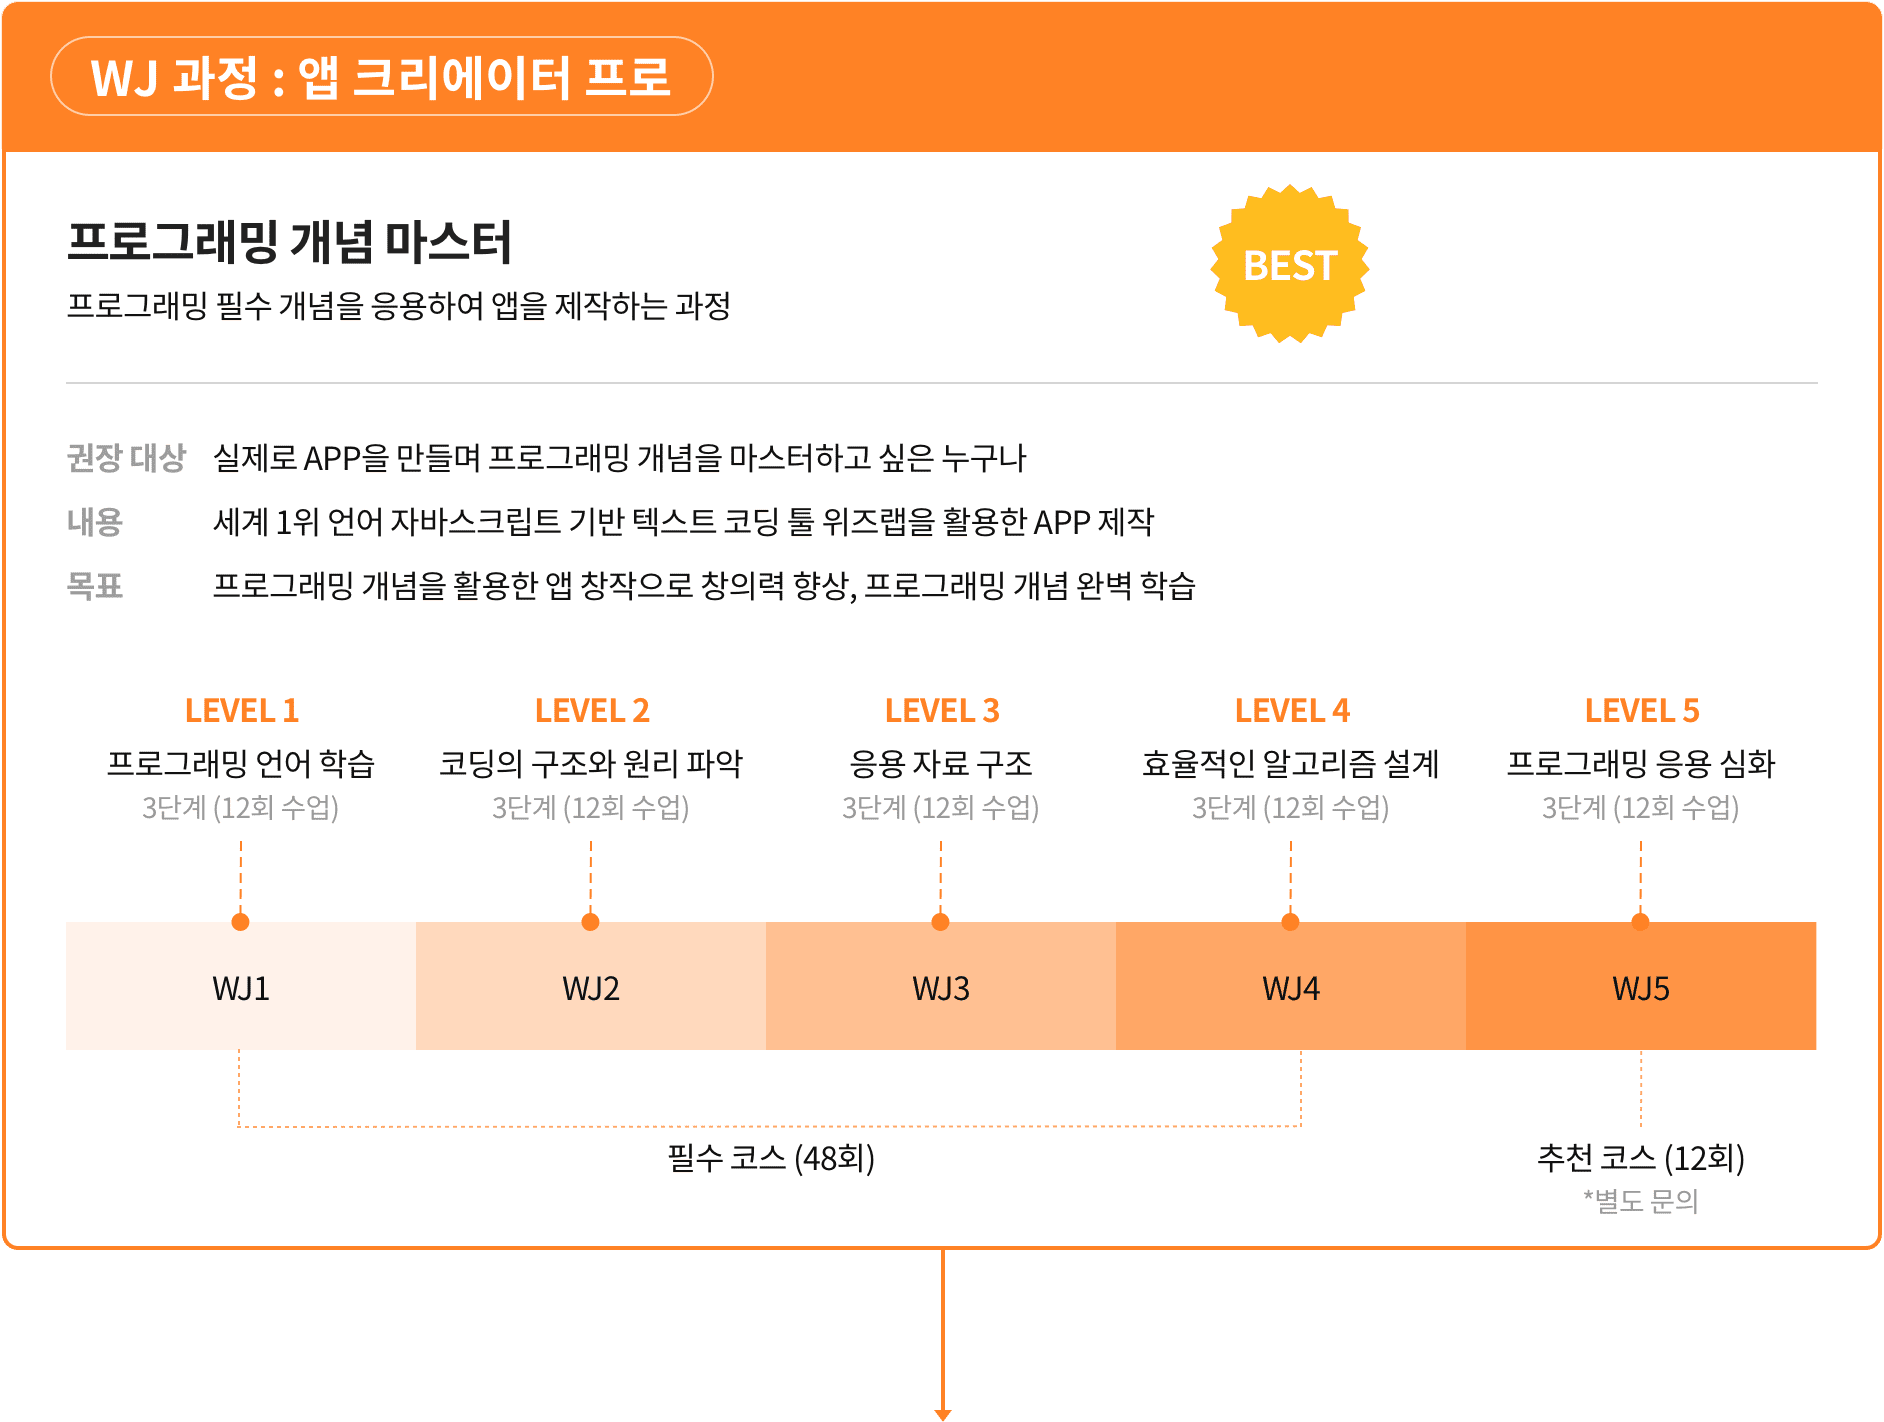 WJ 과정 : 앱 크리에이터 프로
프로그래밍 개념 마스터
프로그래밍 필수 개념을 응용하여 앱을 제작하는 과정
BEST
권장 대상 실제로 APP을 만들며 프로그래밍 개념을 마스터하고 싶은 누구나
내용 세계 1위 언어 자바스크립트 기반 텍스트 코딩 툴 위즈랩을 활용한 APP 제작
목표 프로그래밍 개념을 활용한 앱 창작으로 창의력 향상, 프로그래밍 개념 완벽 학습
LEVEL 1 LEVEL 2 LEVEL 3 LEVEL 4 LEVEL 5
프로그래밍 언어 학습 코딩의 구조와 원리 파악 응용 자료 구조 효율적인 알고리즘 설계 프로그래밍 응용 심화
3단계 (12회 수업) 3단계 (12회 수업) 3단계 (12회 수업) 3단계 (12회 수업) 3단계 (12회 수업)
WJ1 WJ2 WJ3 WJ4 WJ5
필수 코스 (48회) 추천 코스 (12회)
*별도 문의